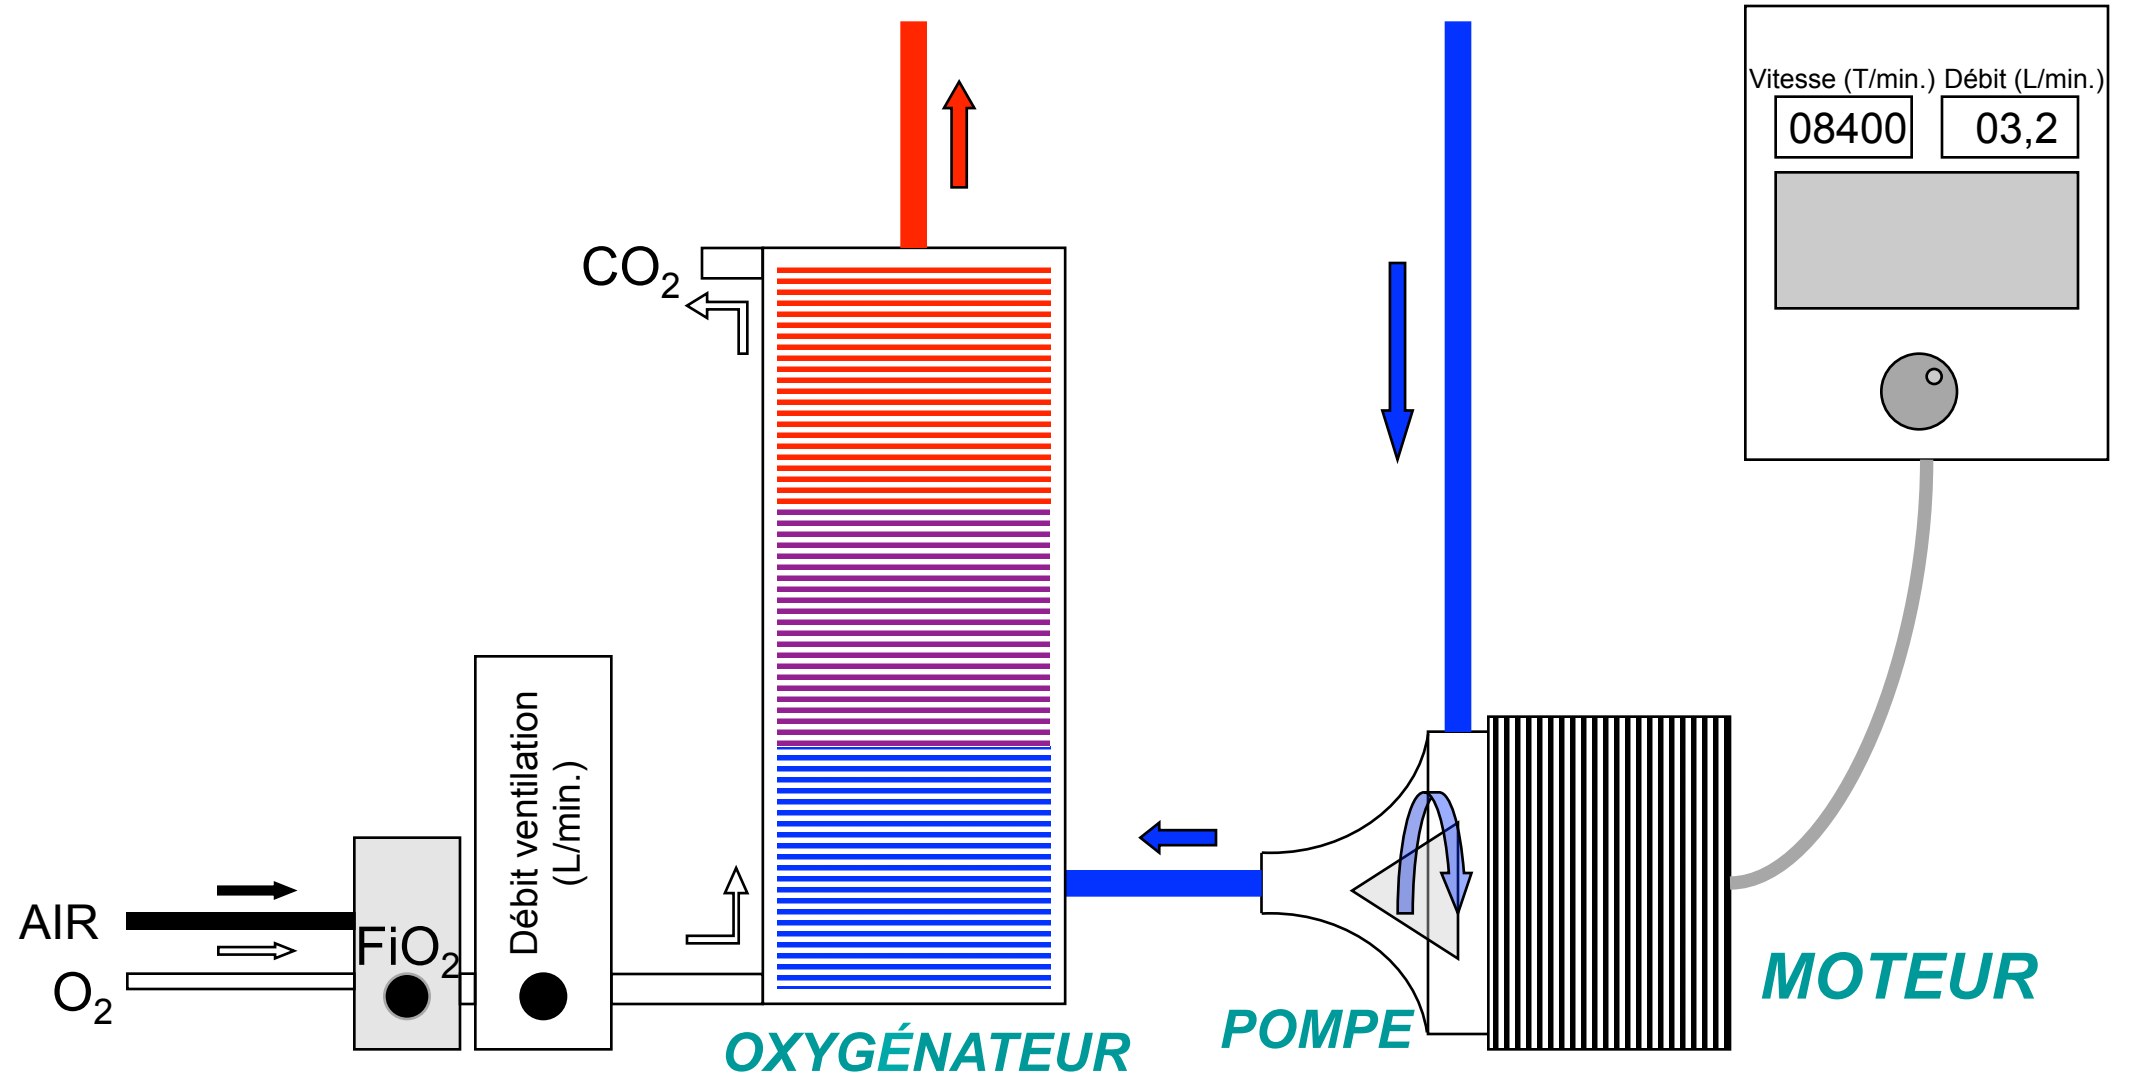 Vitesse (T/min.) Débit (L/min.)
08400 03,2
CO₂
Débit ventilation
(L/min.)
AIR
FiO₂
O₂
MOTEUR
POMPE
OXYGÉNATEUR